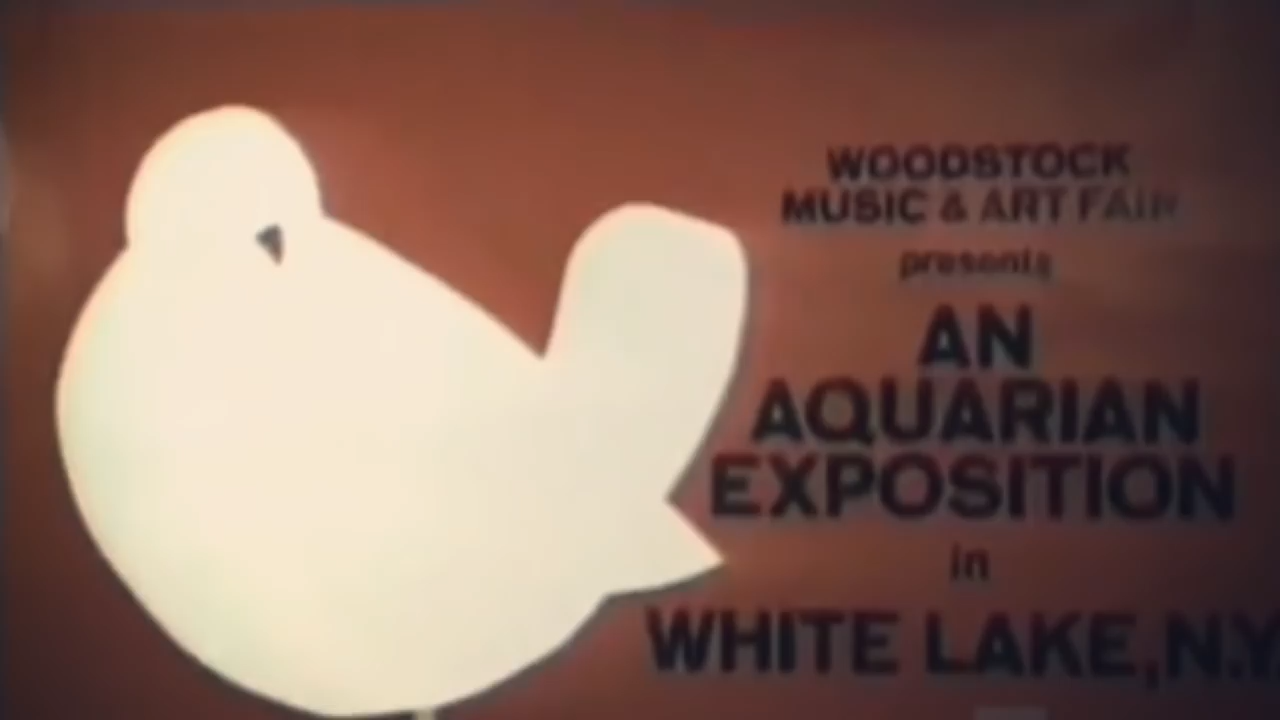 WOODSTOCK
MUSIC & ART FAIR
presents
AN
AQUARIAN
EXPOSITION
in
WHITE LAKE, N.Y